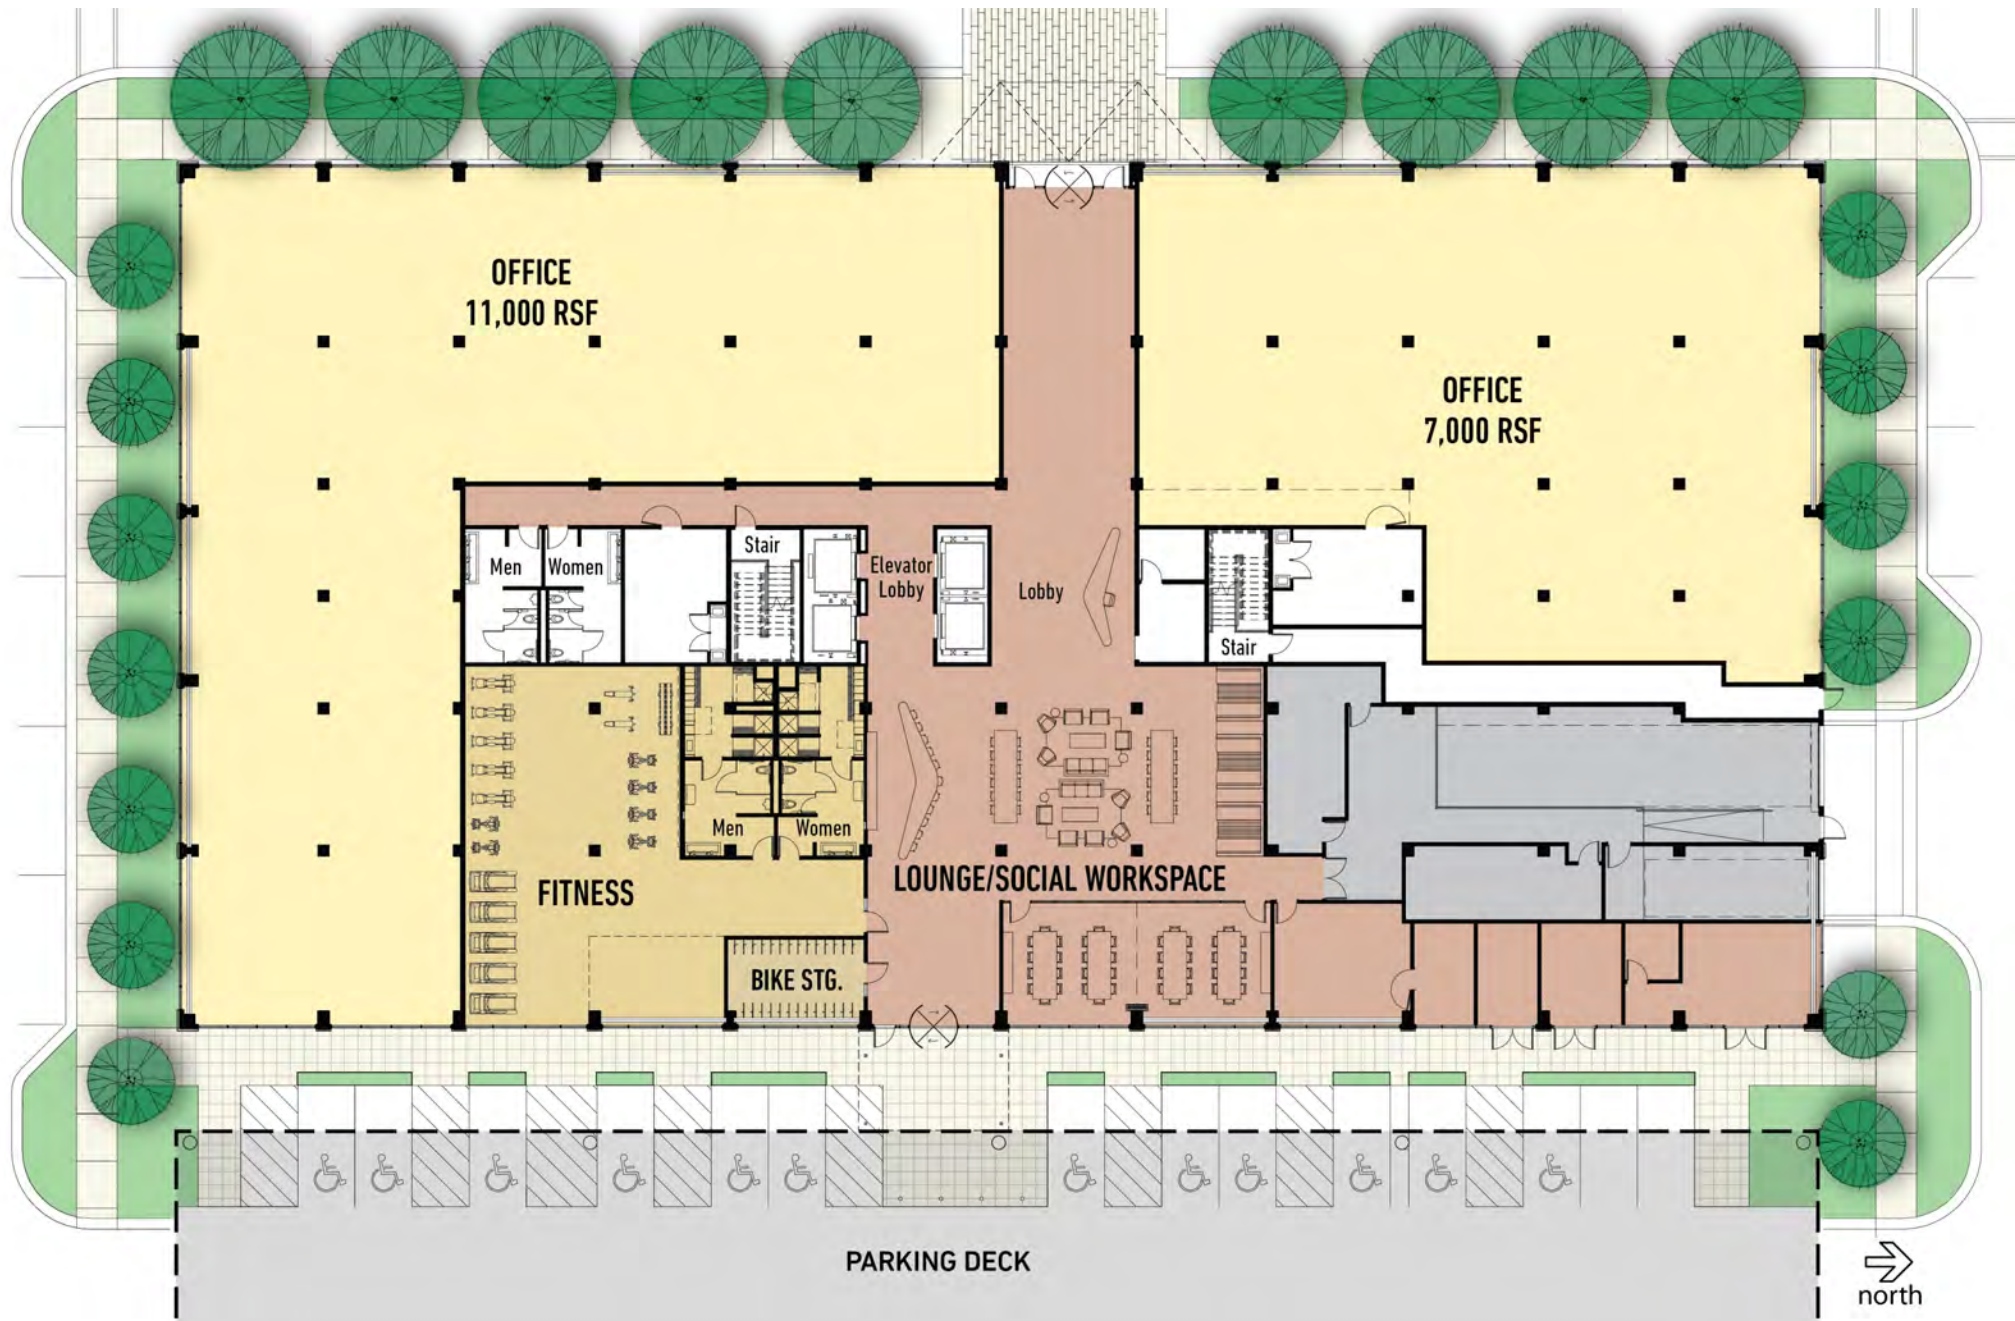 OFFICE
11,000 RSF
OFFICE
7,000 RSF
Men
Women
Stair
Elevator
Lobby
Lobby
Stair
Men
Women
FITNESS
LOUNGE/SOCIAL WORKSPACE
BIKE STG.
PARKING DECK
north